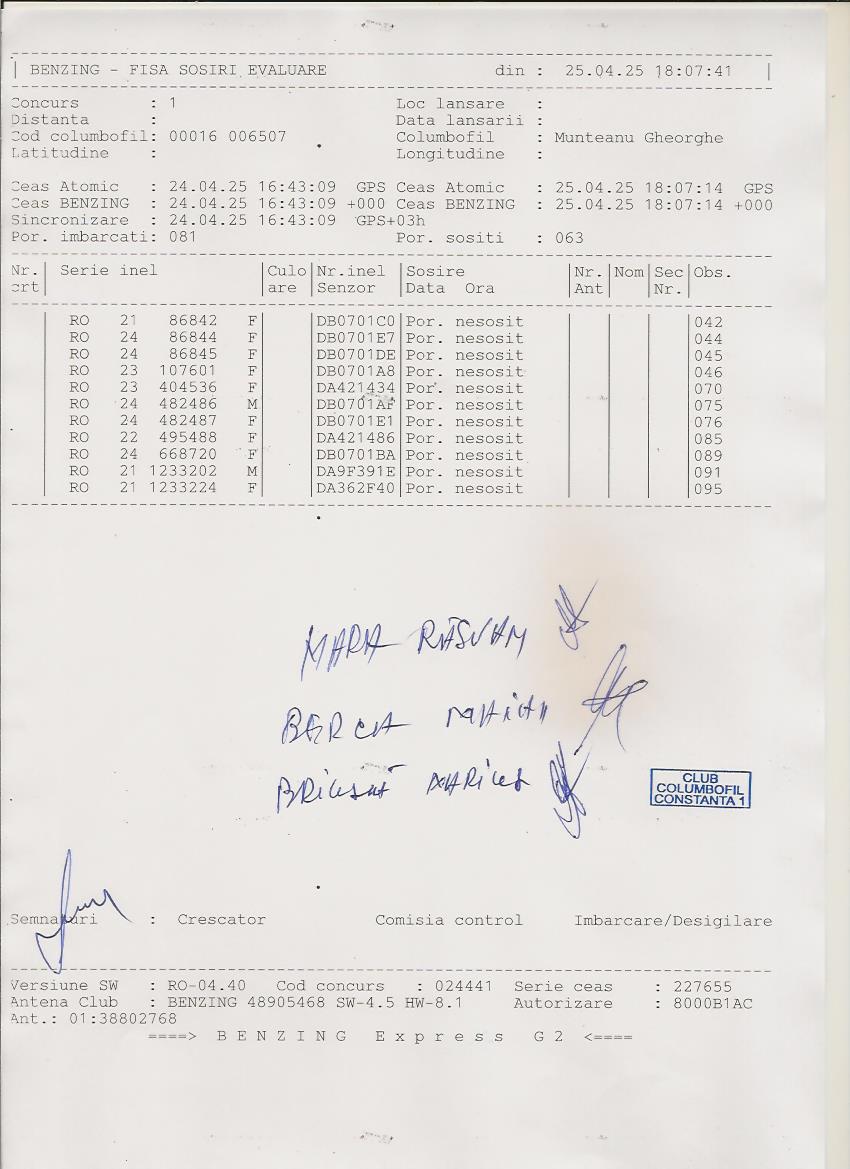 BENZING - FISA SOSIRI EVALUARE din : 25.04.25 18:07:41
Concurs : 1 Loc lansare :
Distanta : Data lansarii :
Cod columbofil: 00016 006507 Columbofil : Munteanu Gheorghe
Latitudine : Longitudine :
Ceas Atomic : 24.04.25 16:43:09 GPS Ceas Atomic : 25.04.25 18:07:14 GPS
Ceas BENZING : 24.04.25 16:43:09 +000 Ceas BENZING : 25.04.25 18:07:14 +000
Sincronizare : 24.04.25 16:43:09 GPS+03h
Por. imbarcati: 081 Por. sositi : 063
Nr. Serie inel Culo Nr.inel Sosire Nr. Nom Sec Obs.
crt are Senzor Data Ora Ant Nr.
RO 21 86842 F DB0701C0 Por. nesosit 042
RO 24 86844 F DB0701E7 Por. nesosit 044
RO 24 86845 F DB0701DE Por. nesosit 045
RO 23 107601 F DB0701A8 Por. nesosit 046
RO 23 404536 F DA421434 Por. nesosit 070
RO 24 482486 M DB0701AF Por. nesosit 075
RO 24 482487 F DB0701E1 Por. nesosit 076
RO 22 495488 F DA421486 Por. nesosit 085
RO 24 668720 F DB0701BA Por. nesosit 089
RO 21 1233202 M DA9F391E Por. nesosit 091
RO 21 1233224 F DA362F40 Por. nesosit 095
MARA RĂSVAN
BERCA MARIAN
CLUB
COLUMBOFIL
CONSTANTA 1
Semnaturi : Crescator Comisia control Imbarcare/Desigilare
Versiune SW : RO-04.40 Cod concurs : 024441 Serie ceas : 227655
Antena Club : BENZING 48905468 SW-4.5 HW-8.1 Autorizare : 8000B1AC
Ant.: 01:38802768
====> B E N Z I N G E x p r e s s G 2 <====